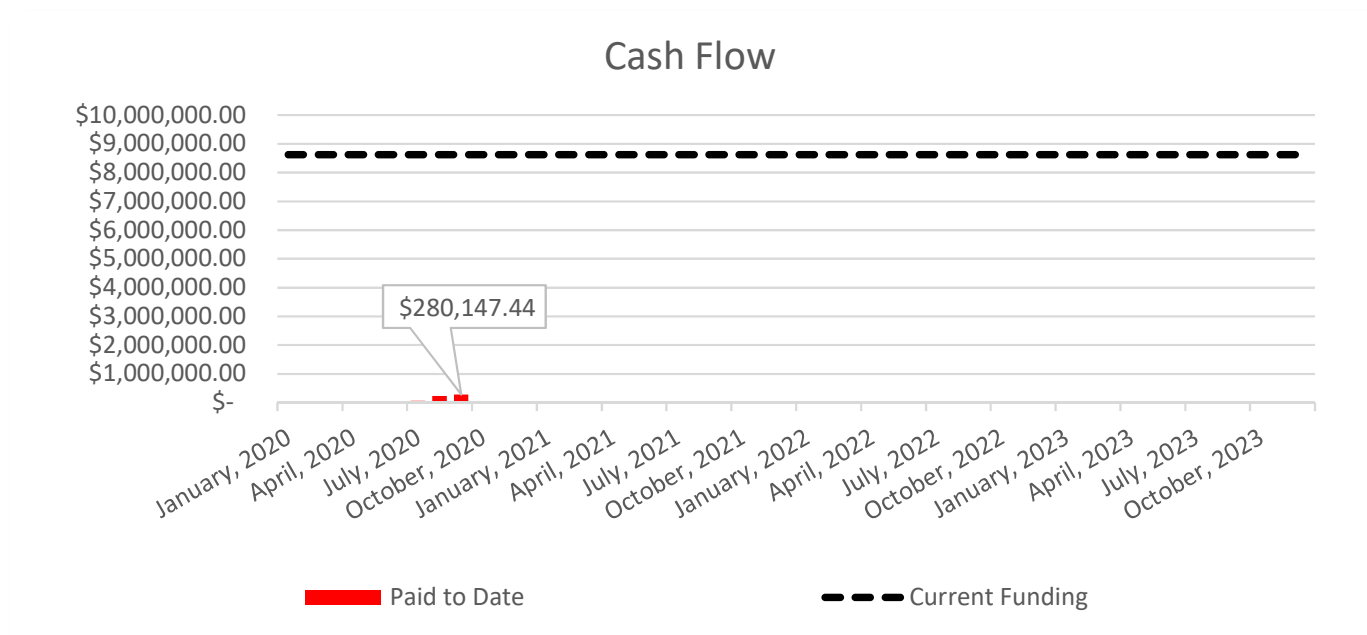 Cash Flow
$10,000,000.00
$9,000,000.00
$8,000,000.00
$7,000,000.00
$6,000,000.00
$5,000,000.00
$4,000,000.00
$3,000,000.00
$2,000,000.00
$1,000,000.00
$-
$280,147.44
January, 2020
April, 2020
July, 2020
October, 2020
January, 2021
April, 2021
July, 2021
October, 2021
January, 2022
April, 2022
July, 2022
October, 2022
January, 2023
April, 2023
July, 2023
October, 2023
Paid to Date
Current Funding